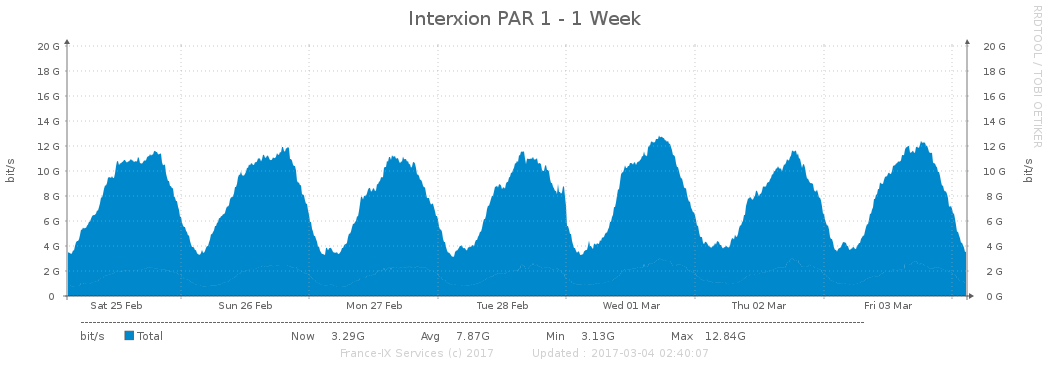 Interxion PAR 1 - 1 Week
RRDTOOL / TOBI OETIKER
20 G 20 G
18 G 18 G
16 G 16 G
14 G 14 G
12 G 12 G
10 G 10 G
8 G 8 G
6 G 6 G
4 G 4 G
2 G 2 G
0 0 G
bit/s bit/s
Sat 25 Feb Sun 26 Feb Mon 27 Feb Tue 28 Feb Wed 01 Mar Thu 02 Mar Fri 03 Mar
bit/s Total Now 3.29G Avg 7.87G Min 3.13G Max 12.84G
France-IX Services (c) 2017 Updated : 2017-03-04 02:40:07